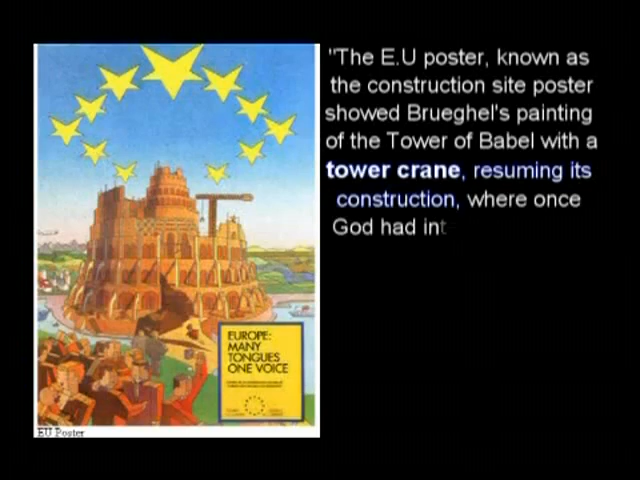 "The E.U poster, known as
the construction site poster
showed Brueghel's painting
of the Tower of Babel with a
tower crane, resuming its
construction, where once
God had int
EUROPE:
MANY
TONGUES
ONE VOICE
EU Poster